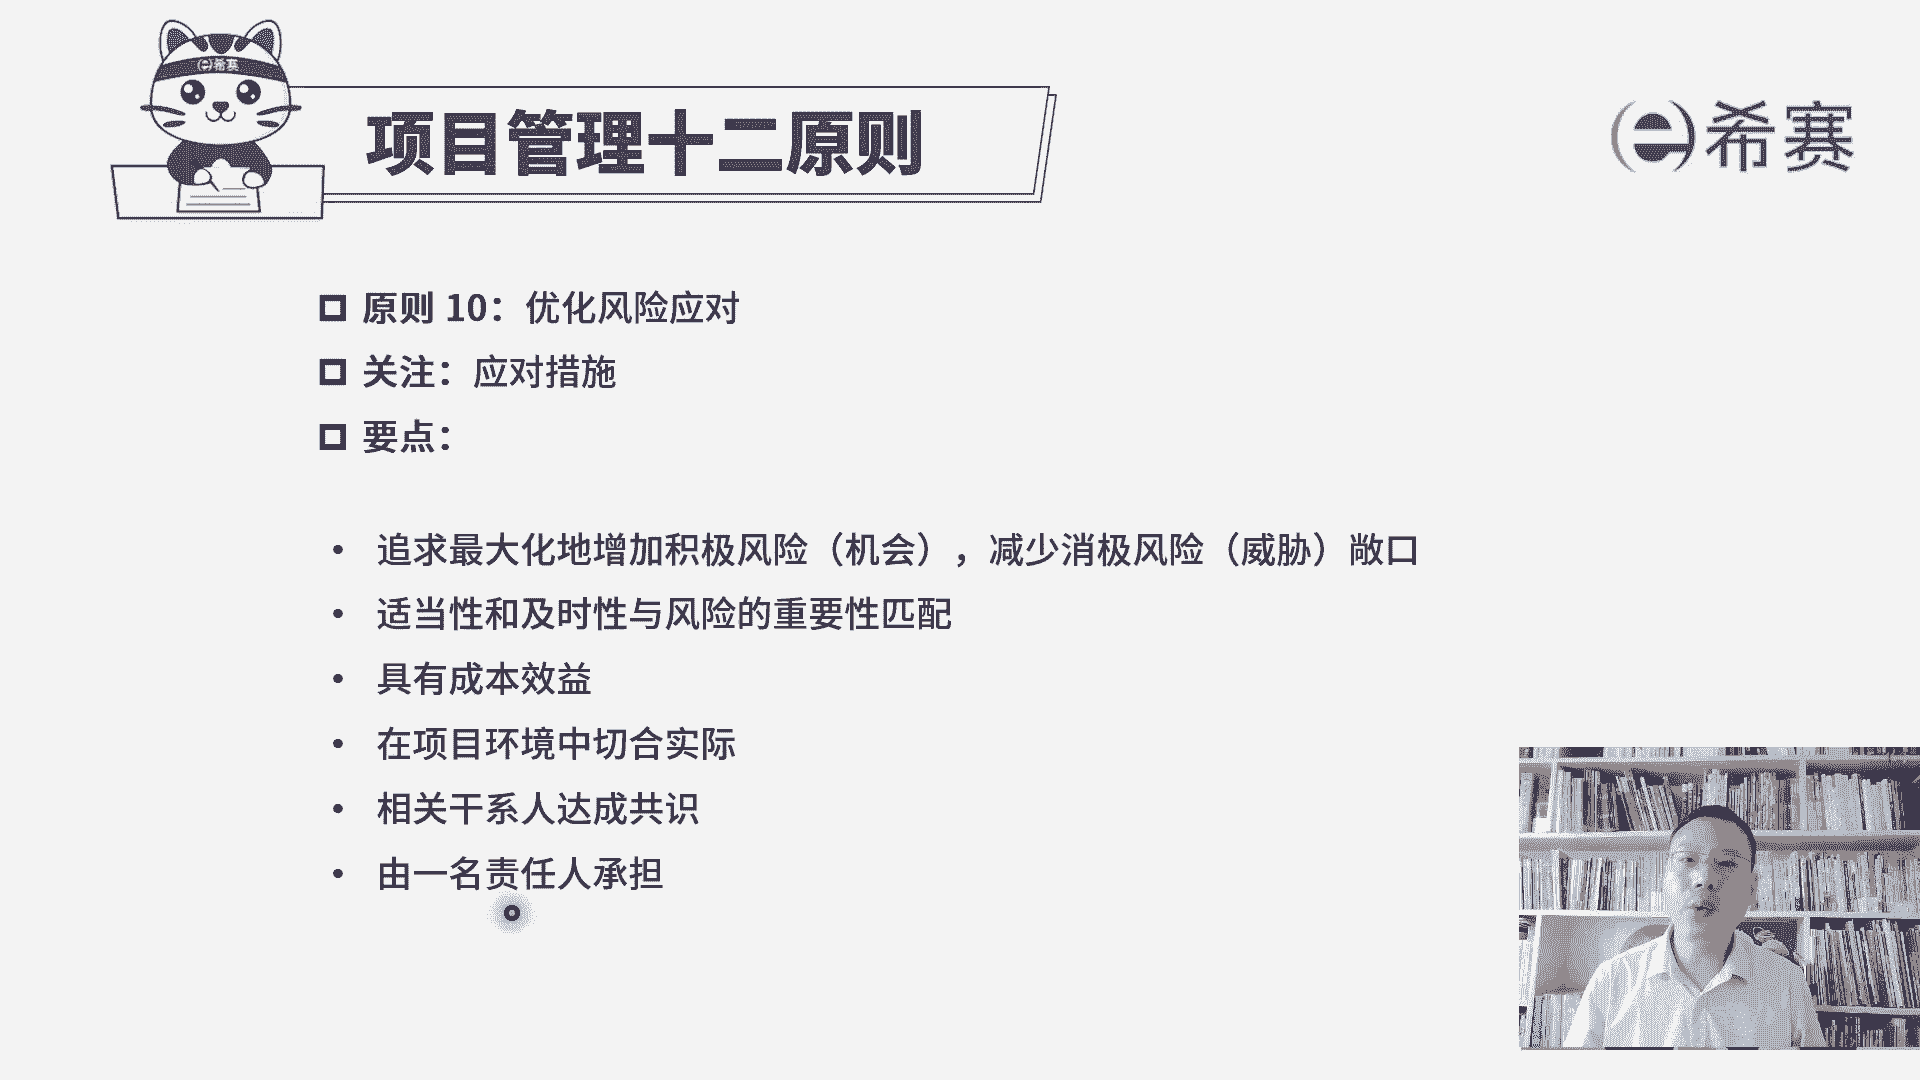 希赛
项目管理十二原则
希赛
原则 10：优化风险应对
关注：应对措施
要点：
• 追求最大化地增加积极风险（机会），减少消极风险（威胁）敞口
• 适当性和及时性与风险的重要性匹配
• 具有成本效益
• 在项目环境中切合实际
• 相关干系人达成共识
• 由一名责任人承担